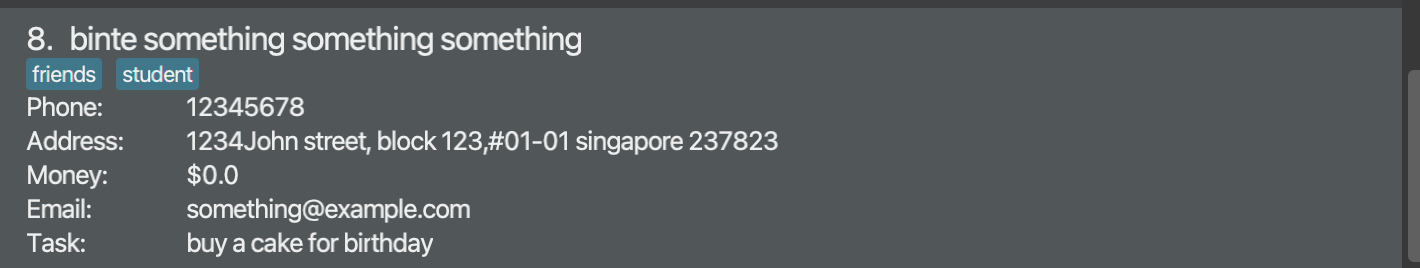 8. binte something something something
friends student
Phone: 12345678
Address: 1234John street, block 123,#01-01 singapore 237823
Money: $0.0
Email: something@example.com
Task: buy a cake for birthday